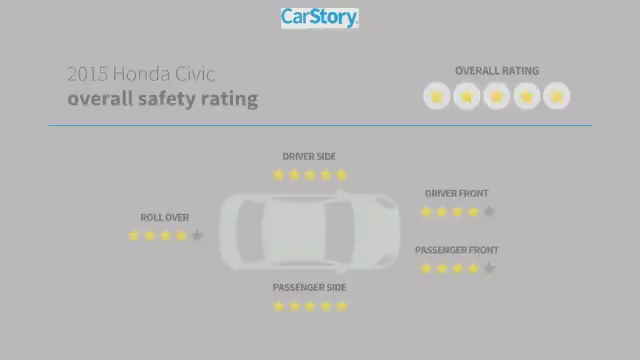 CarStory.
2015 Honda Civic
overall safety rating
OVERALL RATING
DRIVER SIDE
DRIVER FRONT
ROLL OVER
PASSENGER FRONT
PASSENGER SIDE